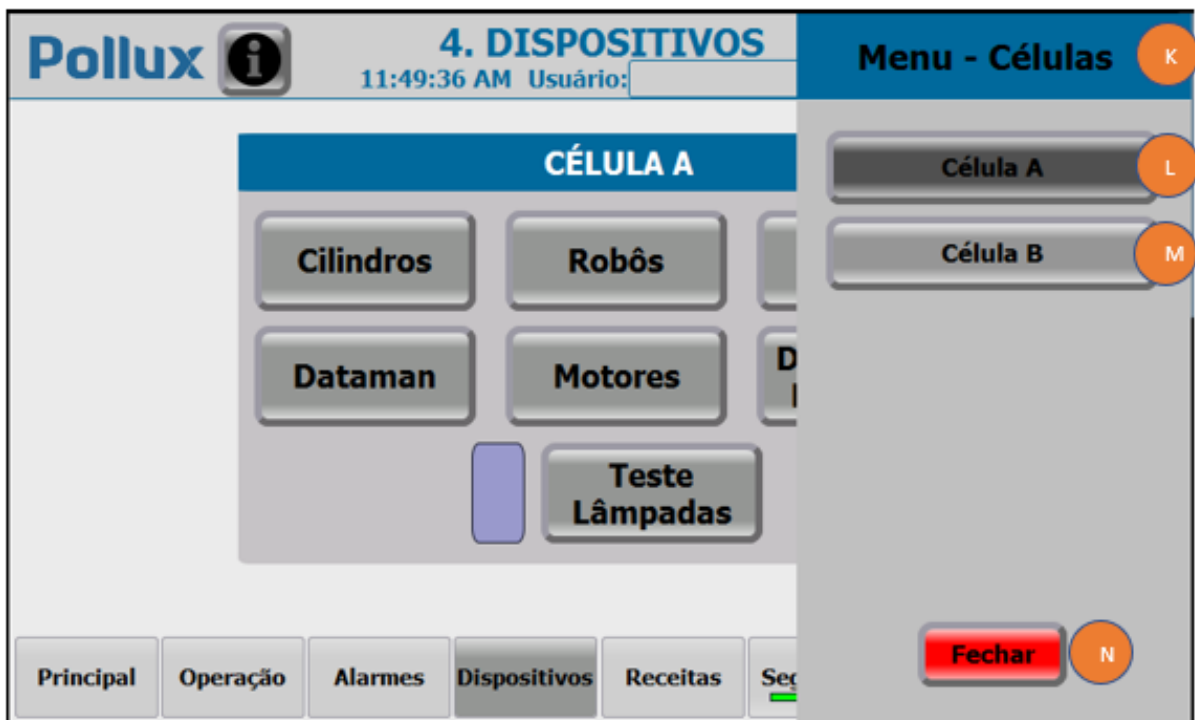 Pollux
4. DISPOSITIVOS
11:49:36 AM Usuário:
Menu - Células
K
CÉLULA A
Célula A
L
Célula B
M
Cilindros
Robôs
Dataman
Motores
D
Teste
Lâmpadas
Fechar
N
Principal
Operação
Alarmes
Dispositivos
Receitas